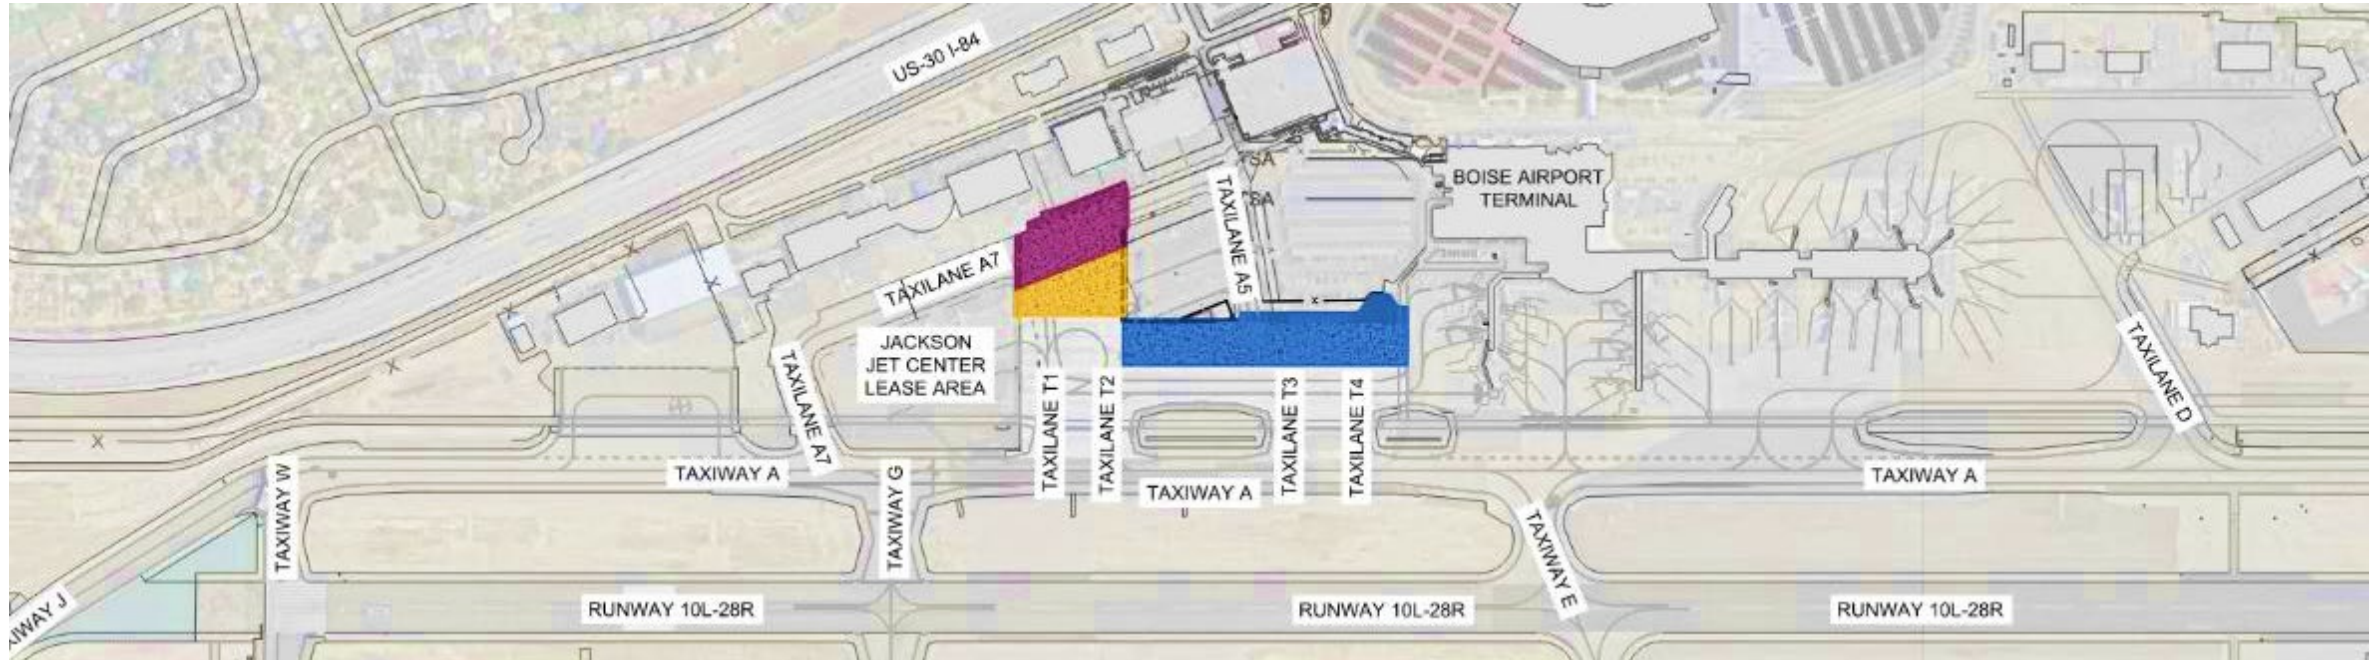 US-30 I-84
TSA
TSA
BOISE AIRPORT
TERMINAL
TAXILANE A5
TAXILANE A7
JACKSON
JET CENTER
LEASE AREA
TAXILANE A7
TAXILANE T1
TAXILANE T2
TAXILANE T3
TAXILANE T4
TAXILANE D
TAXIWAY A
TAXIWAY A
TAXIWAY A
TAXIWAY W
TAXIWAY G
TAXIWAY E
IWAY J
RUNWAY 10L-28R
RUNWAY 10L-28R
RUNWAY 10L-28R